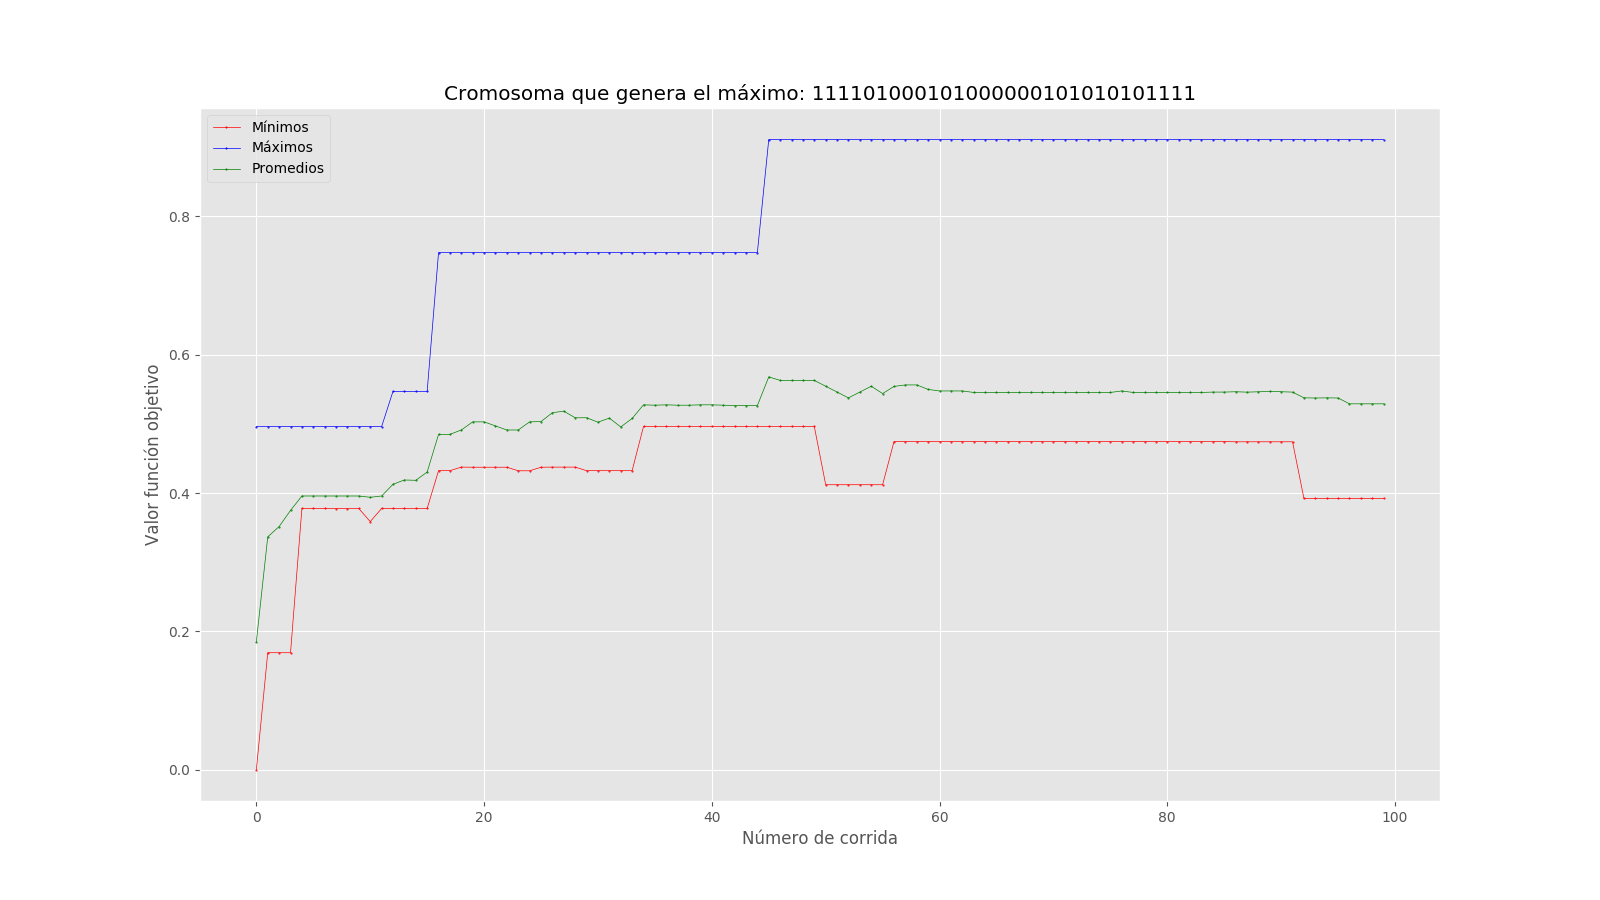 Cromosoma que genera el máximo: 111101000101000000101010101111
Mínimos
Máximos
Promedios
Valor función objetivo
0.8
0.6
0.4
0.2
0.0
0 20 40 60 80 100
Número de corrida